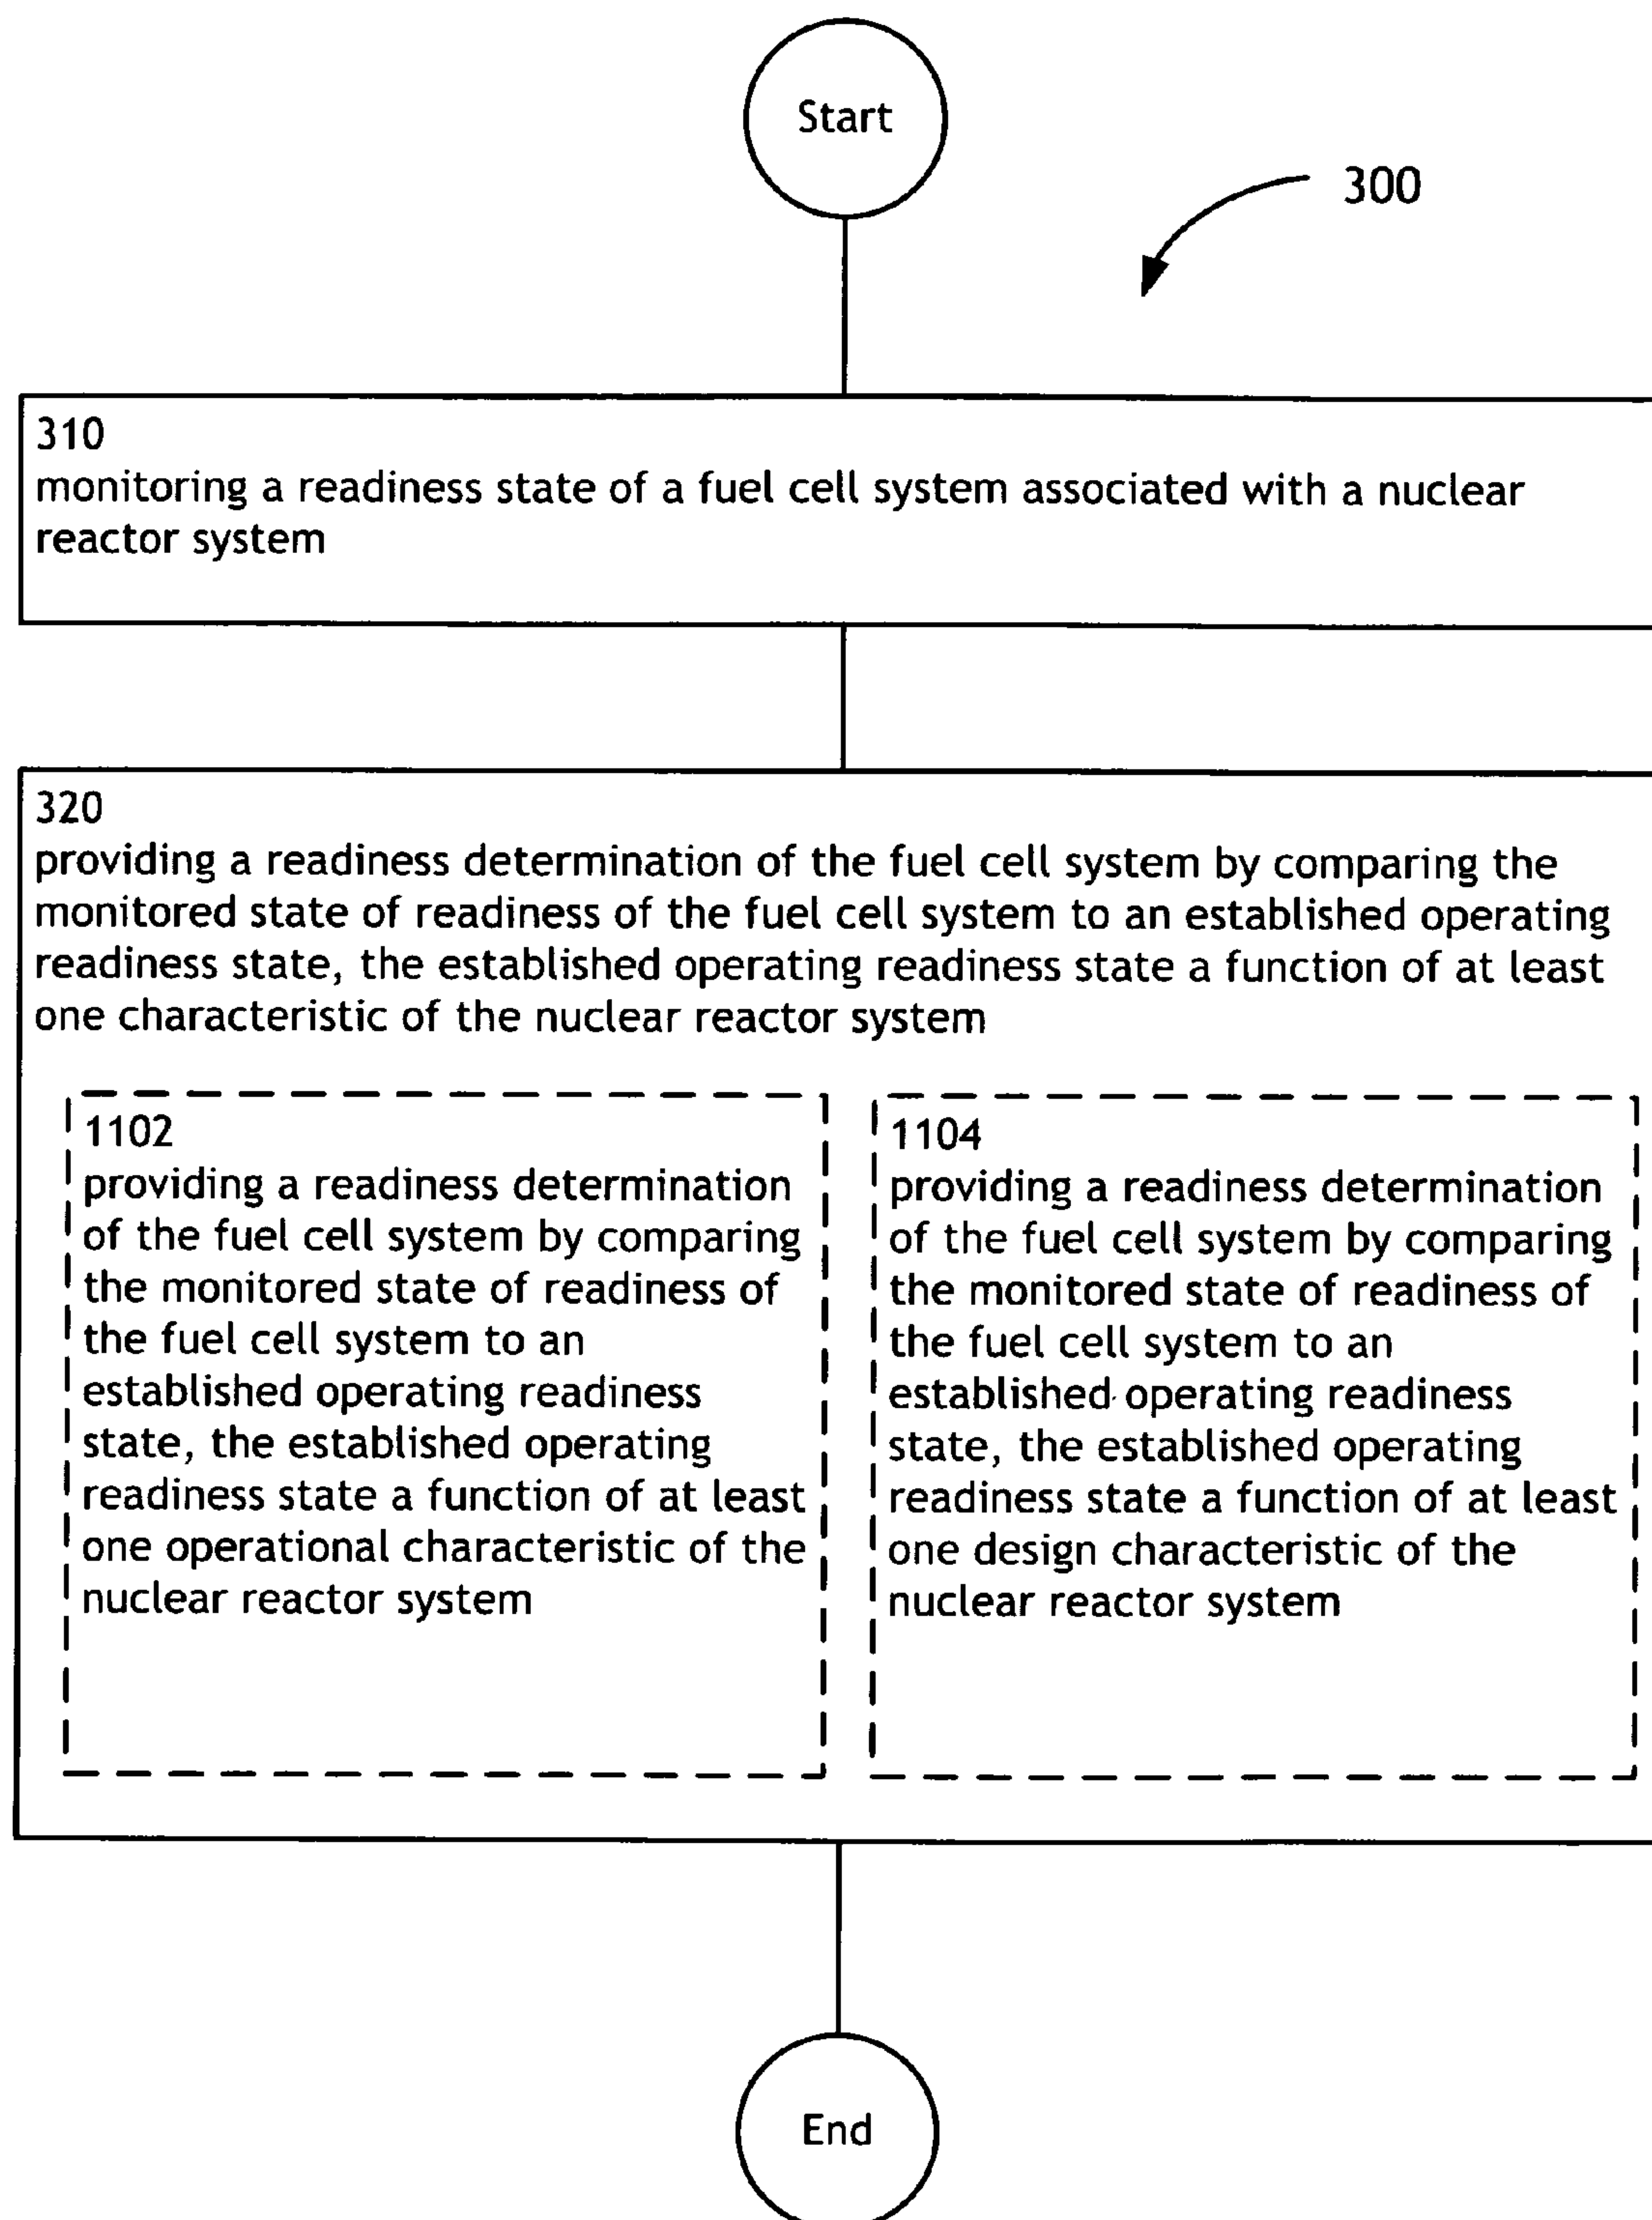 Start
300
310
monitoring a readiness state of a fuel cell system associated with a nuclear
reactor system
320
providing a readiness determination of the fuel cell system by comparing the
monitored state of readiness of the fuel cell system to an established operating
readiness state, the established operating readiness state a function of at least
one characteristic of the nuclear reactor system
1102
providing a readiness determination
of the fuel cell system by comparing
the monitored state of readiness of
the fuel cell system to an
established operating readiness
state, the established operating
readiness state a function of at least
one operational characteristic of the
nuclear reactor system
1104
providing a readiness determination
of the fuel cell system by comparing
the monitored state of readiness of
the fuel cell system to an
established operating readiness
state, the established operating
readiness state a function of at least
one design characteristic of the
nuclear reactor system
End